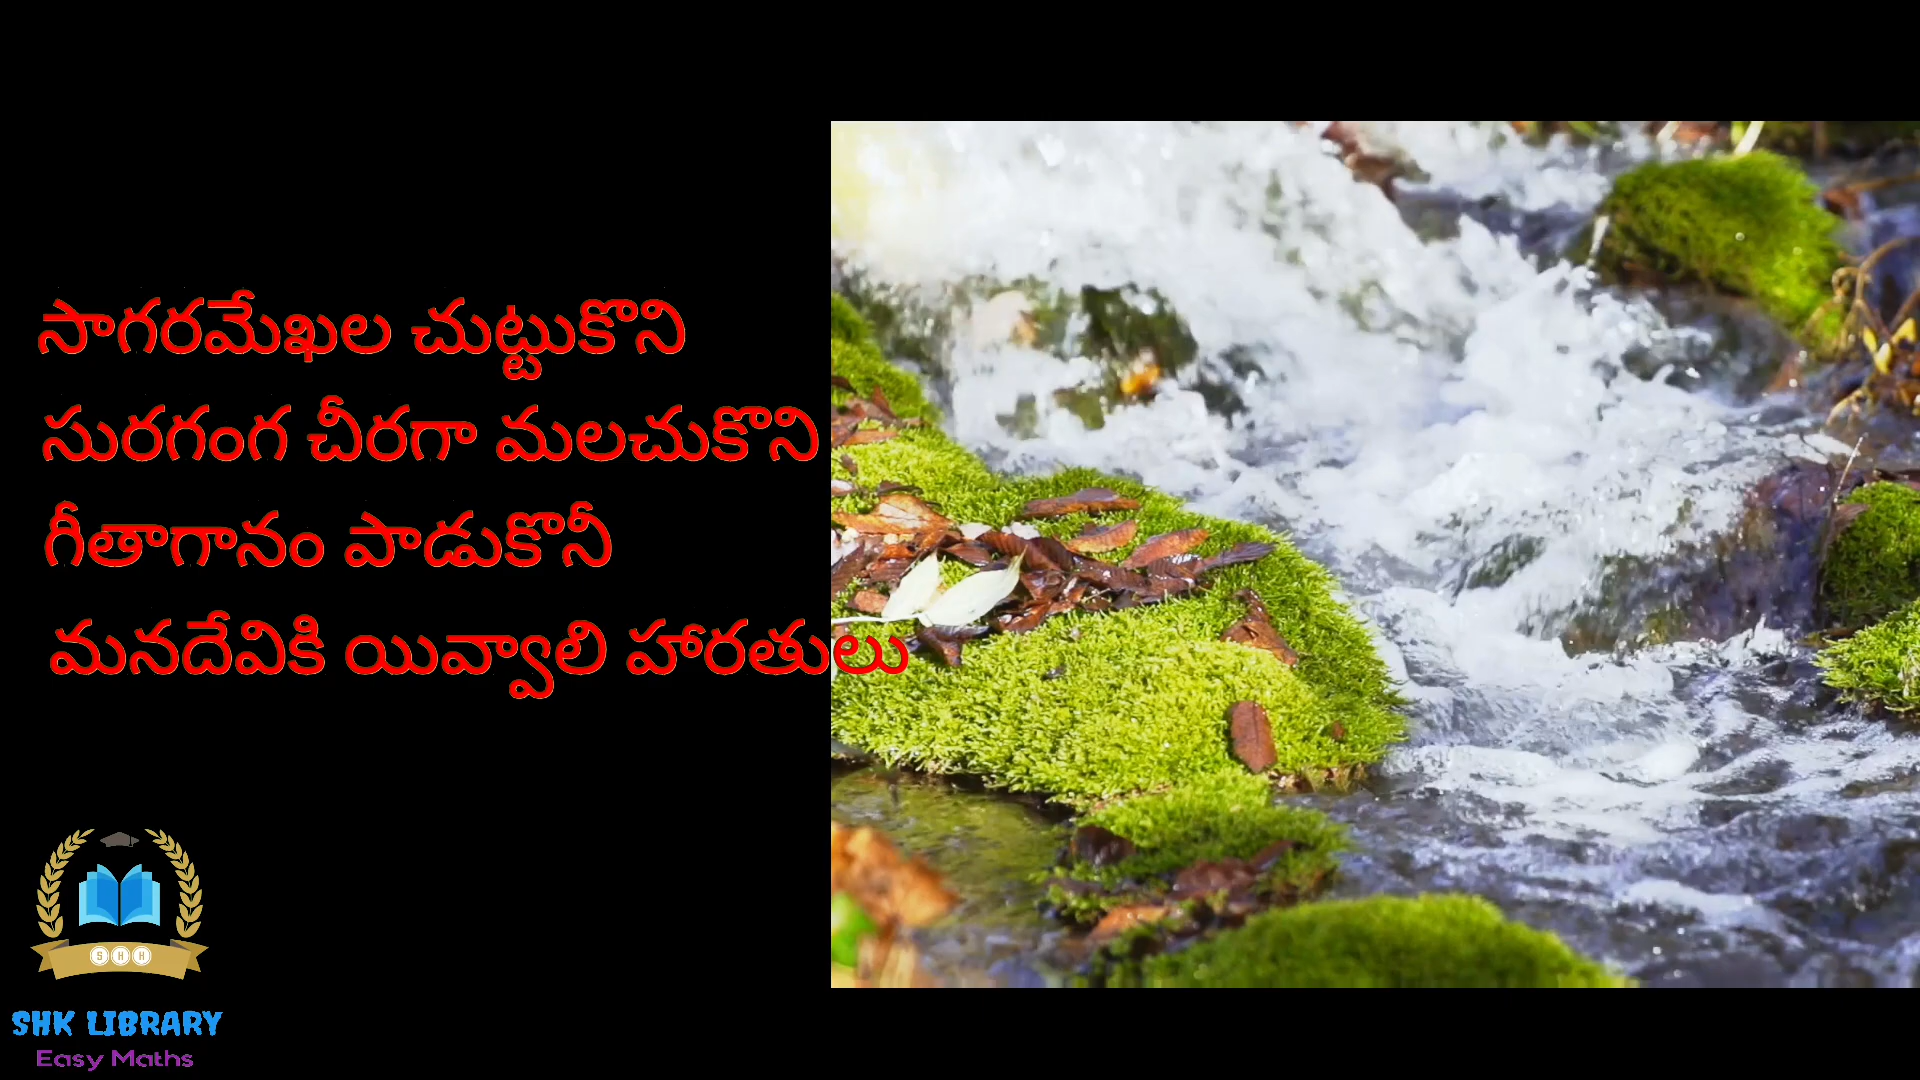 సాగరమేఖల చుట్టుకొని
సురగంగ చీరగా మలచుకొని
గీతాగానం పాడుకొనీ
మనదేవికి యివ్వాలి హారతులు
S H K
SHK LIBRARY
Easy Maths